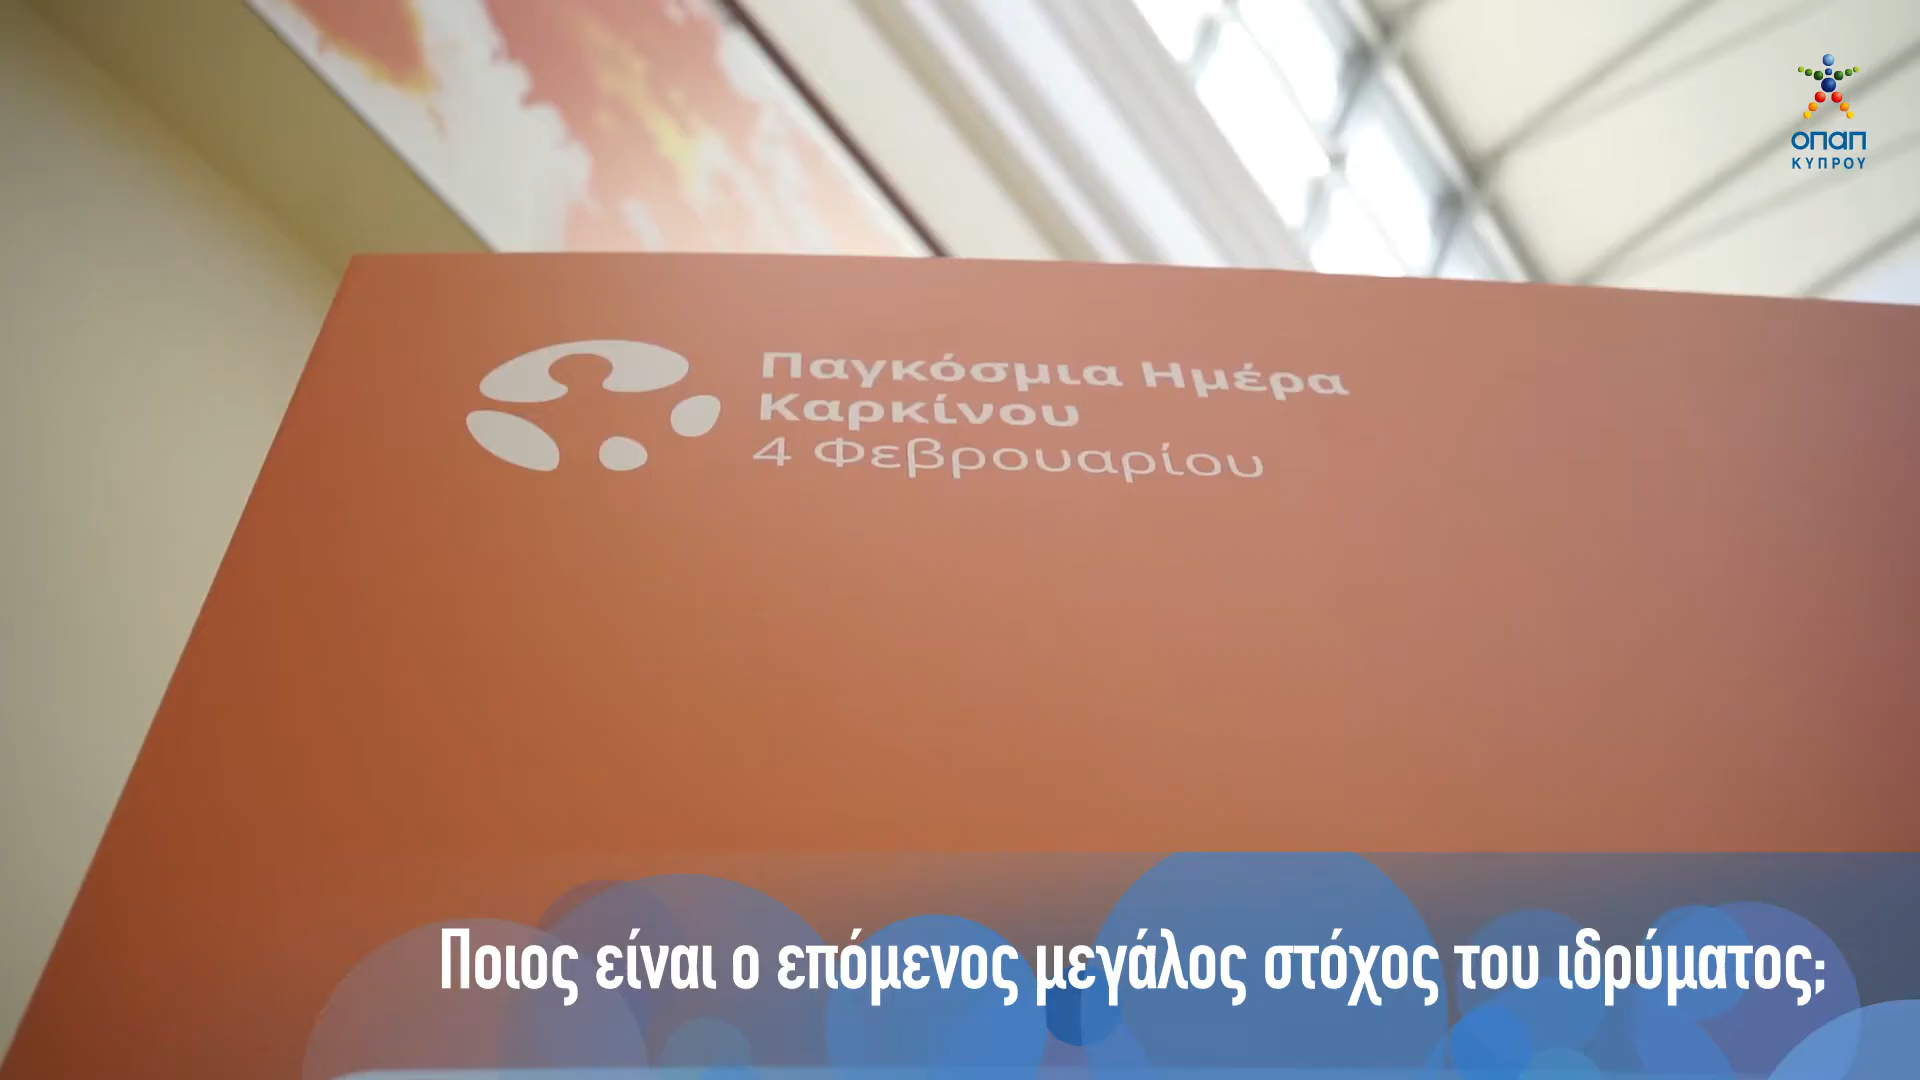 οπαπ
ΚΥΠΡΟΥ
Παγκόσμια Ημέρα
Καρκίνου
4 Φεβρουαρίου
Ποιος είναι ο επόμενος μεγάλος στόχος του ιδρύματος;